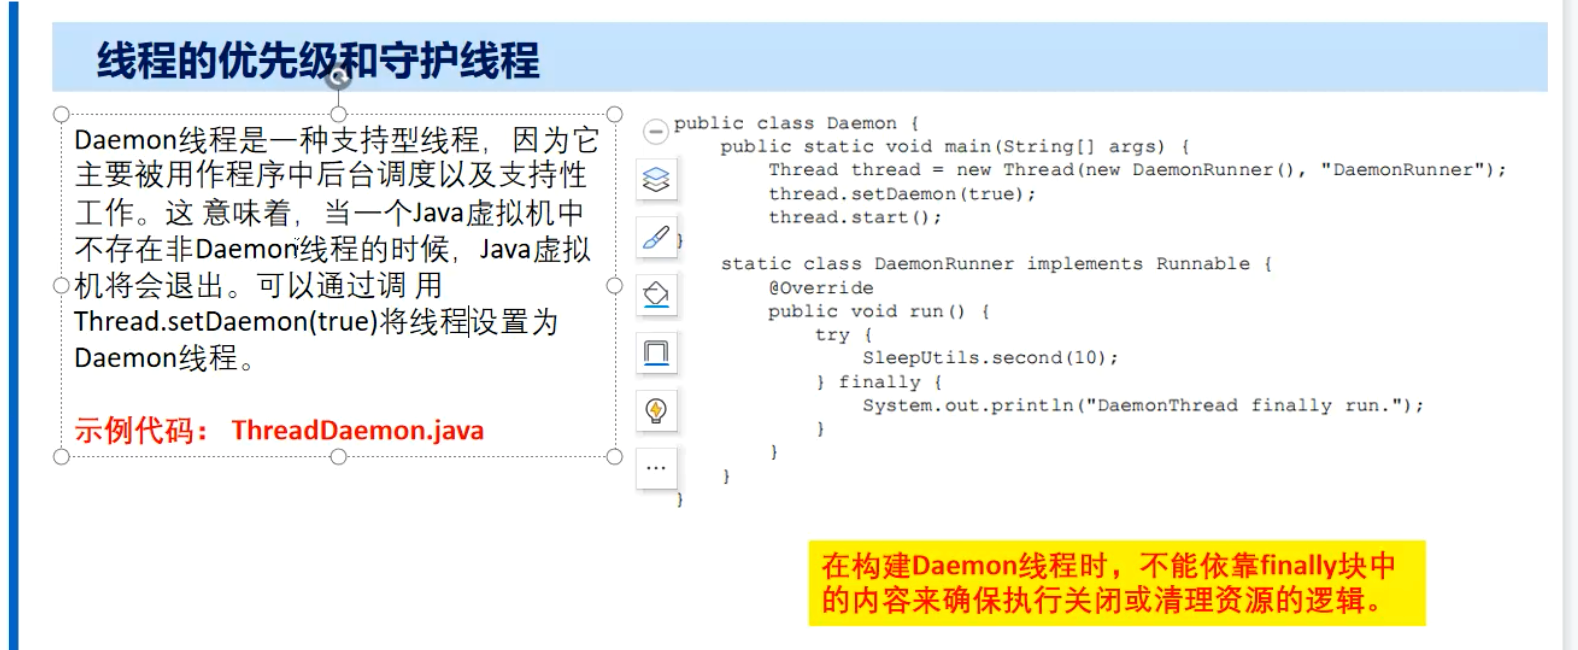 线程的优先级和守护线程
Daemon线程是一种支持型线程，因为它
主要被用作程序中后台调度以及支持性
工作。这 意味着，当一个Java虚拟机中
不存在非Daemon线程的时候，Java虚拟
机将会退出。可以通过调 用
Thread.setDaemon(true)将线程设置为
Daemon线程。
示例代码： ThreadDaemon.java
public class Daemon {
    public static void main(String[] args) {
        Thread thread = new Thread(new DaemonRunner(), "DaemonRunner");
        thread.setDaemon(true);
        thread.start();
}
    static class DaemonRunner implements Runnable {
        @Override
        public void run() {
            try {
                SleepUtils.second(10);
            } finally {
                System.out.println("DaemonThread finally run.");
            }
        }
    }
}
在构建Daemon线程时，不能依靠finally块中
的内容来确保执行关闭或清理资源的逻辑。